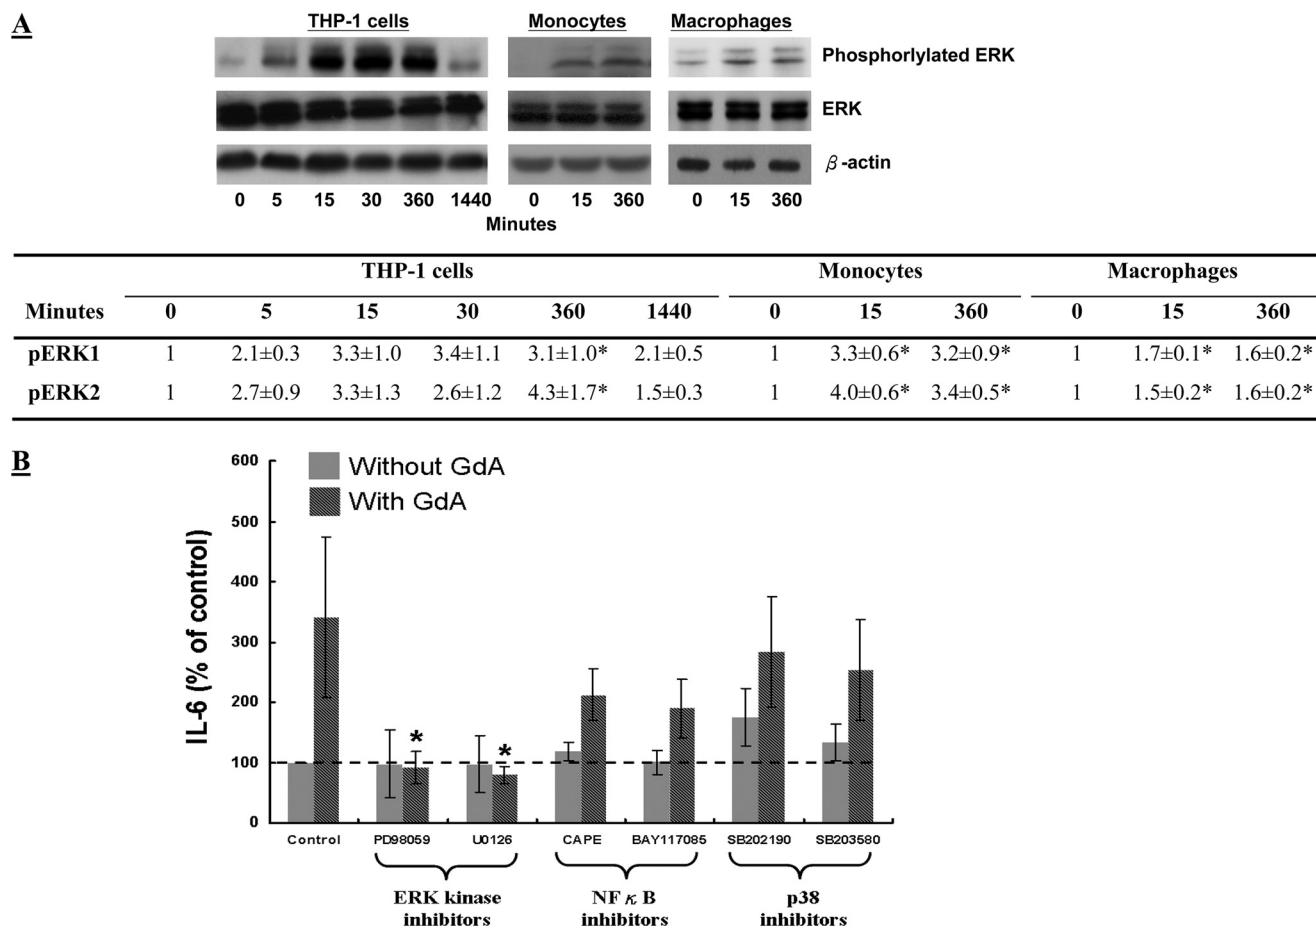 A
THP-1 cells Monocytes Macrophages
Phosphorlylated ERK
ERK
β-actin
0 5 15 30 360 1440 0 15 360 0 15 360
Minutes
THP-1 cells Monocytes Macrophages
Minutes 0 5 15 30 360 1440 0 15 360 0 15 360
pERK1 1 2.1±0.3 3.3±1.0 3.4±1.1 3.1±1.0* 2.1±0.5 1 3.3±0.6* 3.2±0.9* 1 1.7±0.1* 1.6±0.2*
pERK2 1 2.7±0.9 3.3±1.3 2.6±1.2 4.3±1.7* 1.5±0.3 1 4.0±0.6* 3.4±0.5* 1 1.5±0.2* 1.6±0.2*
B
Without GdA
With GdA
IL-6 (% of control)
600
500
400
300
200
100
0
* *
Control PD98059 U0126 CAPE BAY117085 SB202190 SB203580
ERK kinase NFκB p38
inhibitors inhibitors inhibitors